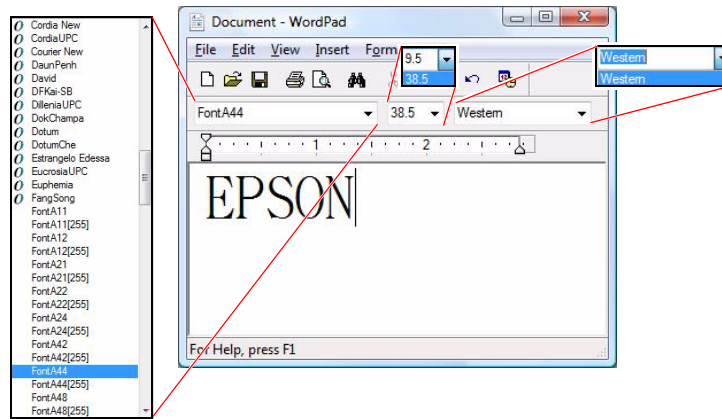 Cordia New
CordiaUPC
Courier New
DaunPenh
David
DFKai-SB
DilleniaUPC
DokChampa
Dotum
DotumChe
Estrangelo Edessa
EucrosiaUPC
Euphemia
FangSong
FontA11
FontA11[255]
FontA12
FontA12[255]
FontA21
FontA21[255]
FontA22
FontA22[255]
FontA24
FontA24[255]
FontA42
FontA42[255]
FontA44
FontA44[255]
FontA48
FontA48[255]
Document - WordPad
File Edit View Insert Form
9.5
38.5
Western
Western
FontA44 38.5 Western
1 2
EPSON
For Help, press F1